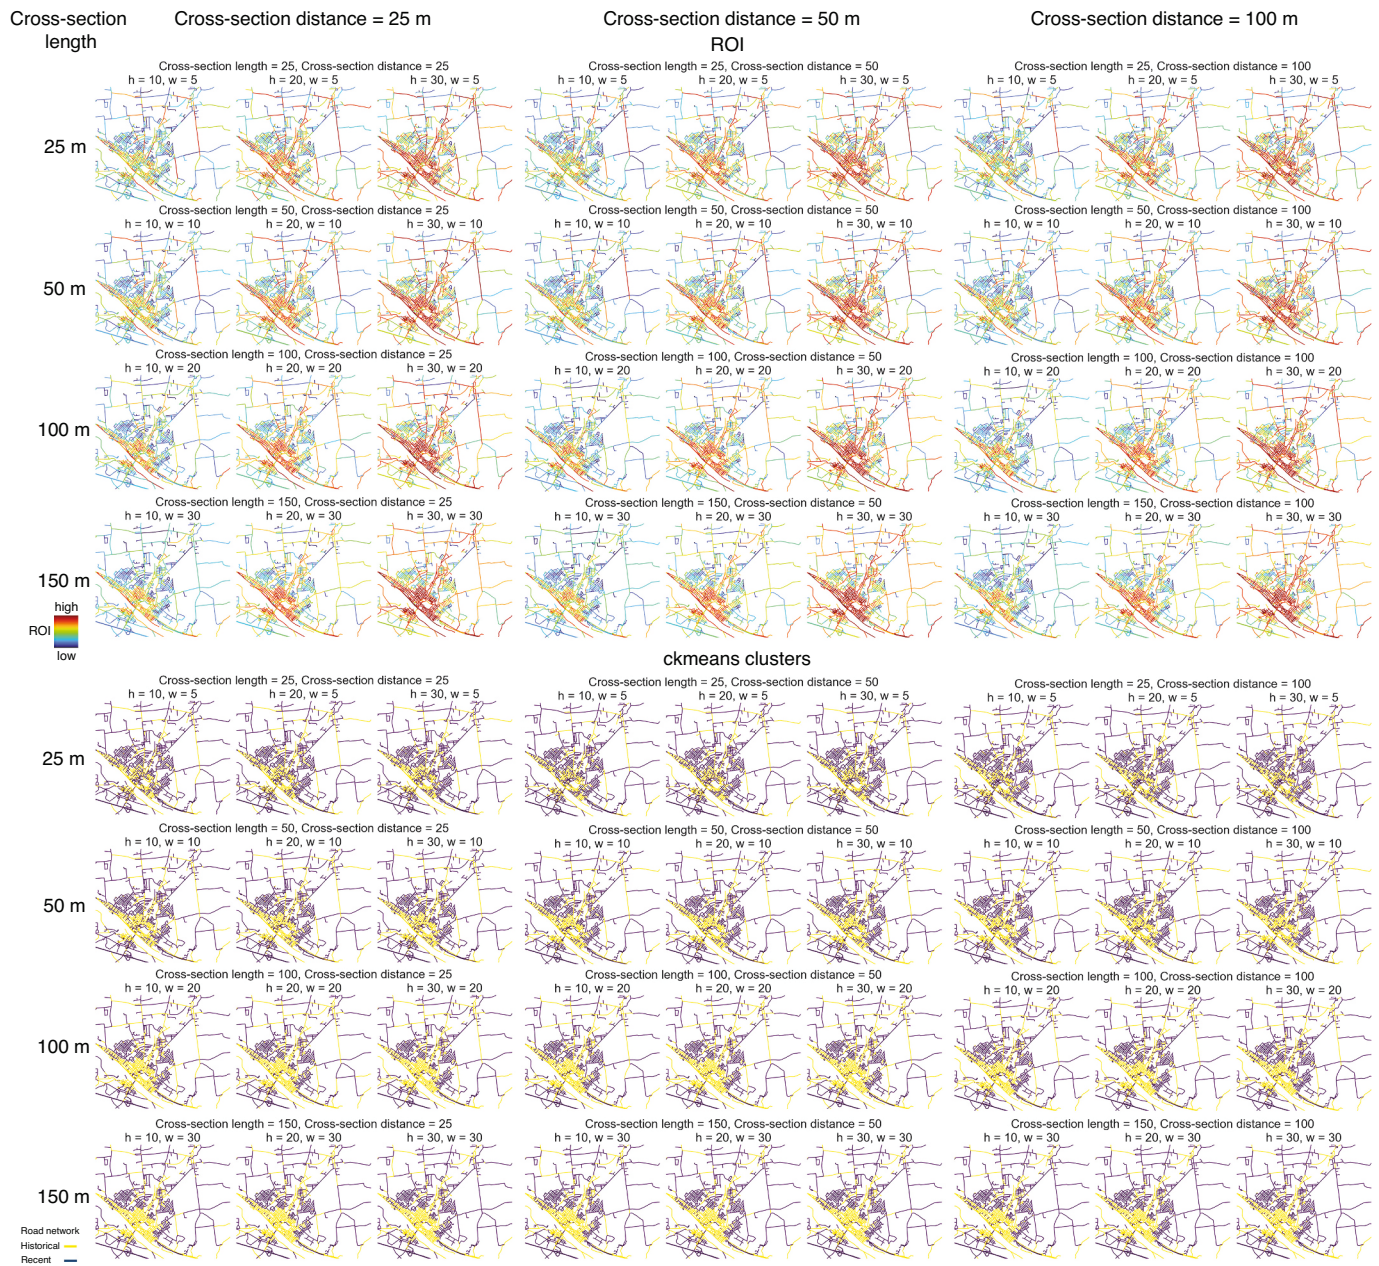 Cross-section length
Cross-section distance = 25 m
Cross-section distance = 50 m
Cross-section distance = 100 m
ROI
Cross-section length = 25, Cross-section distance = 25
Cross-section length = 25, Cross-section distance = 50
Cross-section length = 25, Cross-section distance = 100
h = 10, w = 5
h = 20, w = 5
h = 30, w = 5
h = 10, w = 5
h = 20, w = 5
h = 30, w = 5
h = 10, w = 5
h = 20, w = 5
h = 30, w = 5
25 m
Cross-section length = 50, Cross-section distance = 25
Cross-section length = 50, Cross-section distance = 50
Cross-section length = 50, Cross-section distance = 100
h = 10, w = 10
h = 20, w = 10
h = 30, w = 10
h = 10, w = 10
h = 20, w = 10
h = 30, w = 10
h = 10, w = 10
h = 20, w = 10
h = 30, w = 10
50 m
Cross-section length = 100, Cross-section distance = 25
Cross-section length = 100, Cross-section distance = 50
Cross-section length = 100, Cross-section distance = 100
h = 10, w = 20
h = 20, w = 20
h = 30, w = 20
h = 10, w = 20
h = 20, w = 20
h = 30, w = 20
h = 10, w = 20
h = 20, w = 20
h = 30, w = 20
100 m
Cross-section length = 150, Cross-section distance = 25
Cross-section length = 150, Cross-section distance = 50
Cross-section length = 150, Cross-section distance = 100
h = 10, w = 30
h = 20, w = 30
h = 30, w = 30
h = 10, w = 30
h = 20, w = 30
h = 30, w = 30
h = 10, w = 30
h = 20, w = 30
h = 30, w = 30
150 m
high
ROI
low
ckmeans clusters
Cross-section length = 25, Cross-section distance = 25
Cross-section length = 25, Cross-section distance = 50
Cross-section length = 25, Cross-section distance = 100
h = 10, w = 5
h = 20, w = 5
h = 30, w = 5
h = 10, w = 5
h = 20, w = 5
h = 30, w = 5
h = 10, w = 5
h = 20, w = 5
h = 30, w = 5
25 m
Cross-section length = 50, Cross-section distance = 25
Cross-section length = 50, Cross-section distance = 50
Cross-section length = 50, Cross-section distance = 100
h = 10, w = 10
h = 20, w = 10
h = 30, w = 10
h = 10, w = 10
h = 20, w = 10
h = 30, w = 10
h = 10, w = 10
h = 20, w = 10
h = 30, w = 10
50 m
Cross-section length = 100, Cross-section distance = 25
Cross-section length = 100, Cross-section distance = 50
Cross-section length = 100, Cross-section distance = 100
h = 10, w = 20
h = 20, w = 20
h = 30, w = 20
h = 10, w = 20
h = 20, w = 20
h = 30, w = 20
h = 10, w = 20
h = 20, w = 20
h = 30, w = 20
100 m
Cross-section length = 150, Cross-section distance = 25
Cross-section length = 150, Cross-section distance = 50
Cross-section length = 150, Cross-section distance = 100
h = 10, w = 30
h = 20, w = 30
h = 30, w = 30
h = 10, w = 30
h = 20, w = 30
h = 30, w = 30
h = 10, w = 30
h = 20, w = 30
h = 30, w = 30
150 m
Road network
Historical
Recent